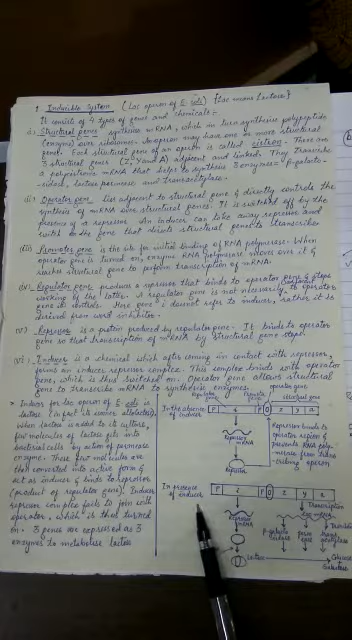 1. Inducible System (Lac operon of E. coli) [Lac means Lactose]
It consists of 4 types of genes and chemicals:-
(i) Structural genes synthesise mRNA, which in turn synthesise polypeptide
(enzyme) over ribosomes. An operon may have one or more structural
genes. Each structural gene of an operon is called cistron. There are
3 structural genes (Z, Y and A) adjacent and linked. They transcribe
a polycistronic mRNA that helps to synthesise 3 enzymes - β-galacto-
-sidase, lactose permease and transacetylase.
(ii) Operator gene lies adjacent to structural gene & directly controls the
synthesis of mRNA over structural genes. It is switched off by the
presence of a repressor. An inducer can take away repressor and
switch on the gene that directs structural genes to transcribe.
(iii) Promoter gene is the site for initial binding of RNA polymerase. When
operator gene is turned on, enzyme RNA polymerase moves over it &
reaches structural gene to perform transcription of mRNAs.
(iv) Regulator gene produces a repressor that binds to operator gene & stops
working of the latter. A regulator gene is not necessarily to operator
gene it controls. Here gene i doesnot refer to inducer, rather it is
derived from word inhibitor.
(v) Repressor is a protein produced by regulator gene. It binds to operator
gene so that transcription of mRNA by structural gene stops.
(vi) Inducer is a chemical which after coming in contact with repressor,
forms an inducer repressor complex. This complex binds with operator
gene, which is thus switched on. Operator gene allows structural
gene to transcribe mRNA to synthesise enzymes.
Inducer for lac operon of E. coli is
lactose (in fact its isomer allolactose)
When lactose is added to its culture,
few molecules of lactose gets into
bacterial cells by action of permease
enzyme. These few molecules are
then converted into active form &
act as inducer & binds to repressor
(product of regulator gene). Inducer
repressor complex fails to join with
operator, which is thus turned
on. 3 genes are expressed as 3
enzymes to metabolise lactose
regulator gene
Promoter gene
operator gene
structural gene
In the absence of inducer
P i P O z y a
Repressor mRNA
Repressor
Repressor binds to
operator region &
prevents RNA poly-
-merase from trans-
-cribing operon
In presence of inducer
P i P O z y a
Transcription
Repressor mRNA
β-galacto
permease
Lactose
Glucose
Galactose